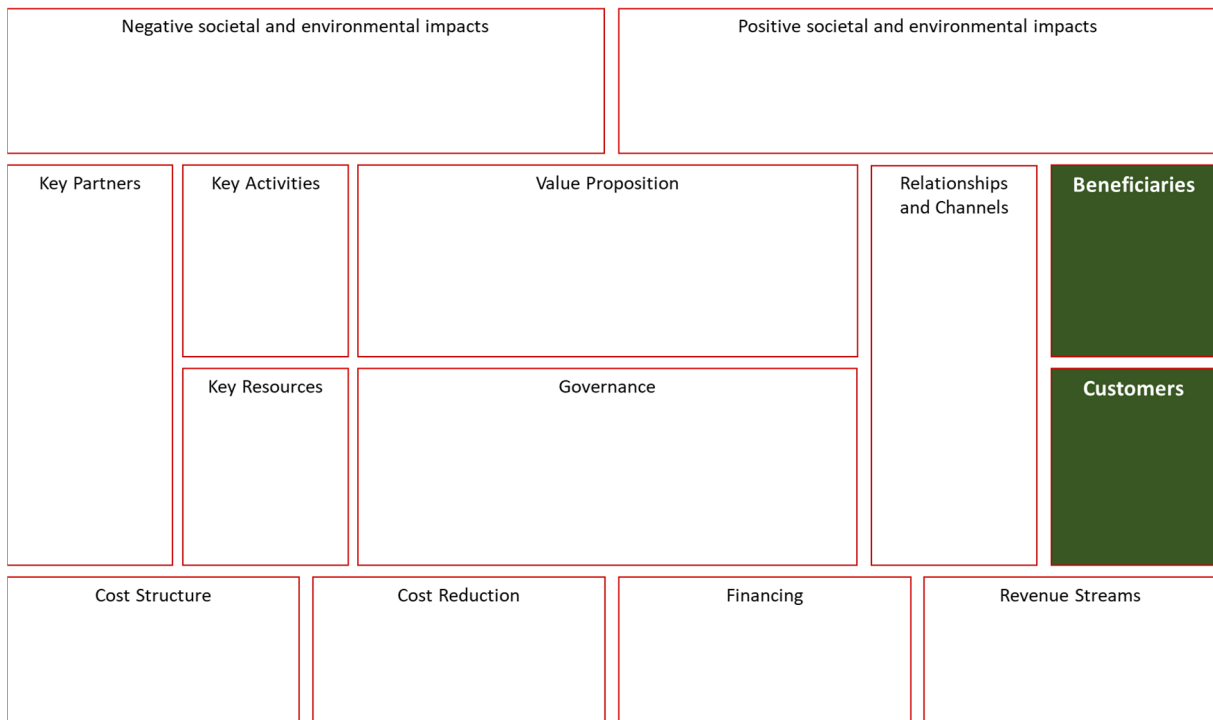 Negative societal and environmental impacts
Positive societal and environmental impacts
Key Partners
Key Activities
Value Proposition
Relationships
and Channels
Beneficiaries
Key Resources
Governance
Customers
Cost Structure
Cost Reduction
Financing
Revenue Streams